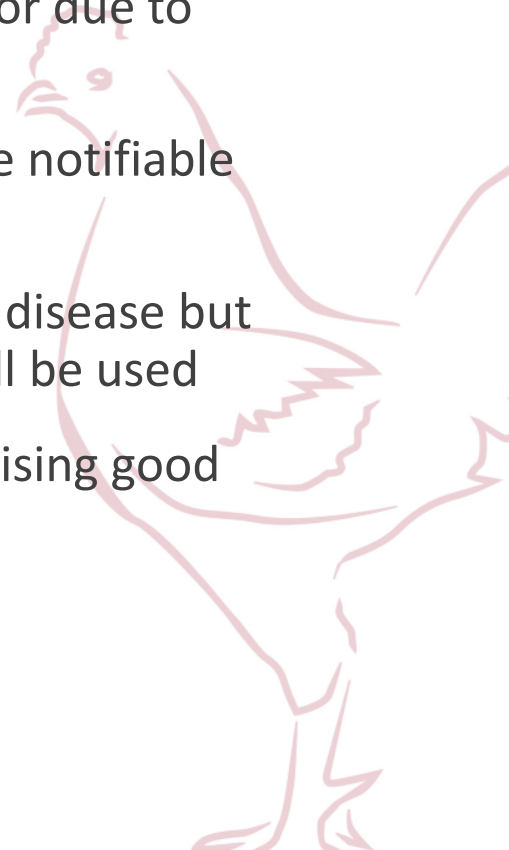 or due to
e notifiable
disease but
ll be used
ising good